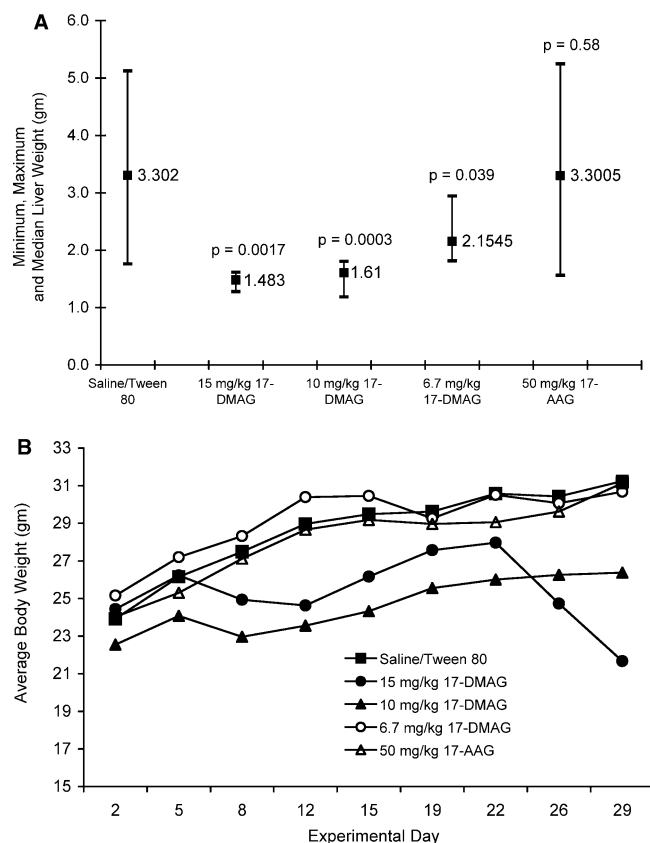 A
Minimum, Maximum
and Median Liver Weight (gm)
6.0
5.0
4.0
3.0
2.0
1.0
0.0
3.302
p = 0.0017
1.483
p = 0.0003
1.61
p = 0.039
2.1545
p = 0.58
3.3005
Saline/Tween
80
15 mg/kg 17-
DMAG
10 mg/kg 17-
DMAG
6.7 mg/kg
17-DMAG
50 mg/kg 17-
AAG
B
Average Body Weight (gm)
33
31
29
27
25
23
21
19
17
15
Saline/Tween 80
15 mg/kg 17-DMAG
10 mg/kg 17-DMAG
6.7 mg/kg 17-DMAG
50 mg/kg 17-AAG
2 5 8 12 15 19 22 26 29
Experimental Day